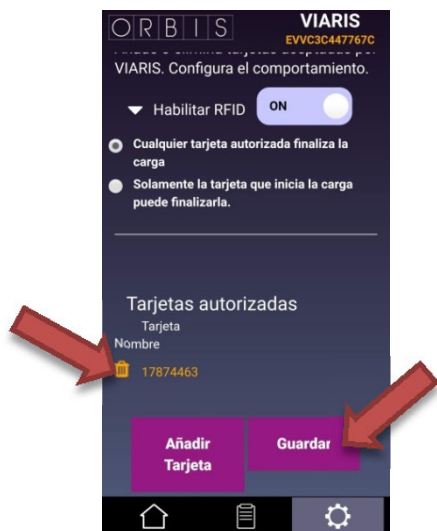 ORBIS
VIARIS
EVVC3C447767C
VIARIS. Configura el comportamiento.
Habilitar RFID
ON
Cualquier tarjeta autorizada finaliza la
carga
Solamente la tarjeta que inicia la carga
puede finalizarla.
Tarjetas autorizadas
Tarjeta
Nombre
17874463
Añadir
Tarjeta
Guardar